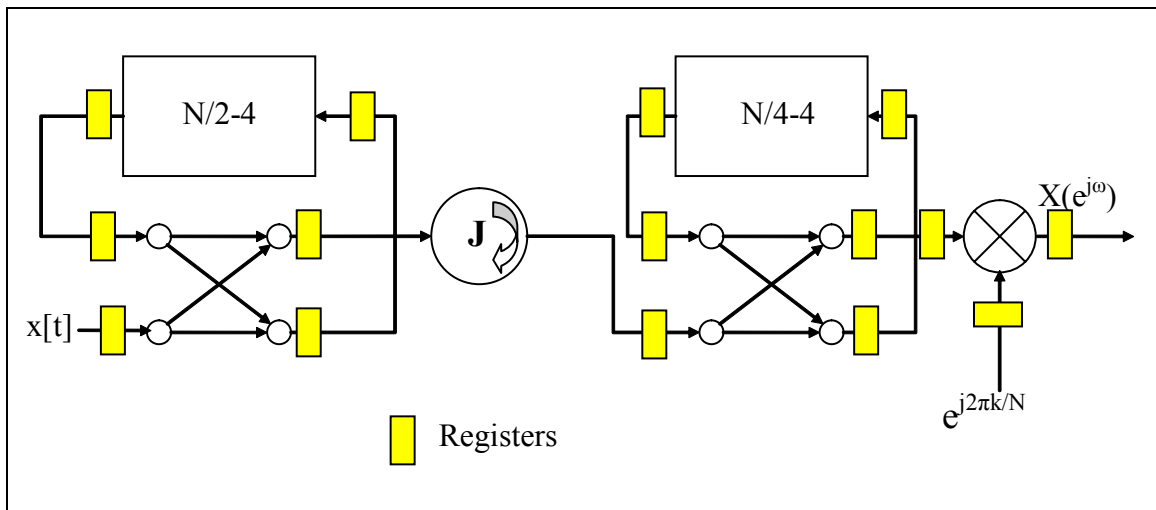 N/2-4
N/4-4
J
X(e^{jω})
x[t]
e^{j2πk/N}
Registers